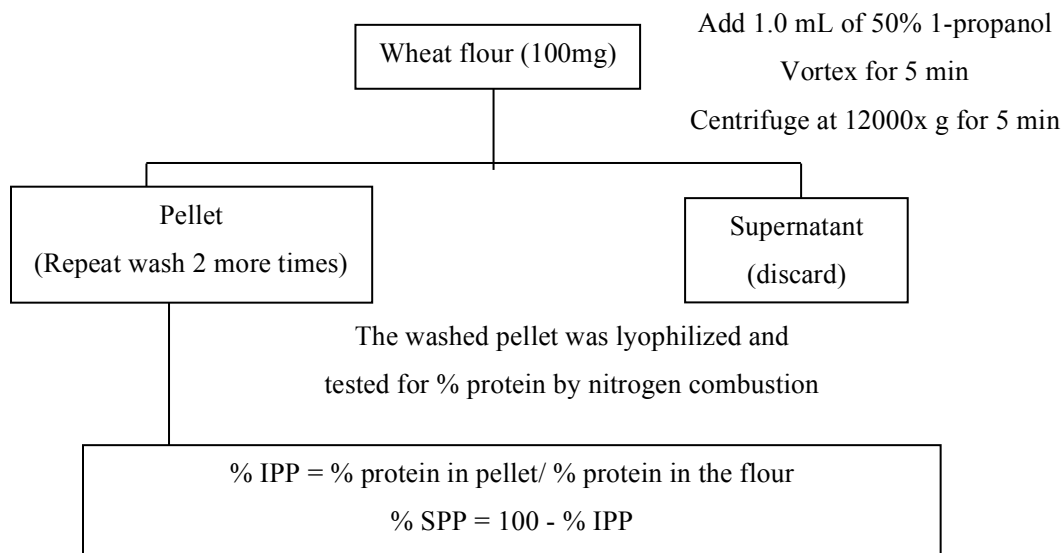 Wheat flour (100mg)
Add 1.0 mL of 50% 1-propanol
Vortex for 5 min
Centrifuge at 12000x g for 5 min
Pellet
(Repeat wash 2 more times)
Supernatant
(discard)
The washed pellet was lyophilized and
tested for % protein by nitrogen combustion
% IPP = % protein in pellet/ % protein in the flour
% SPP = 100 - % IPP